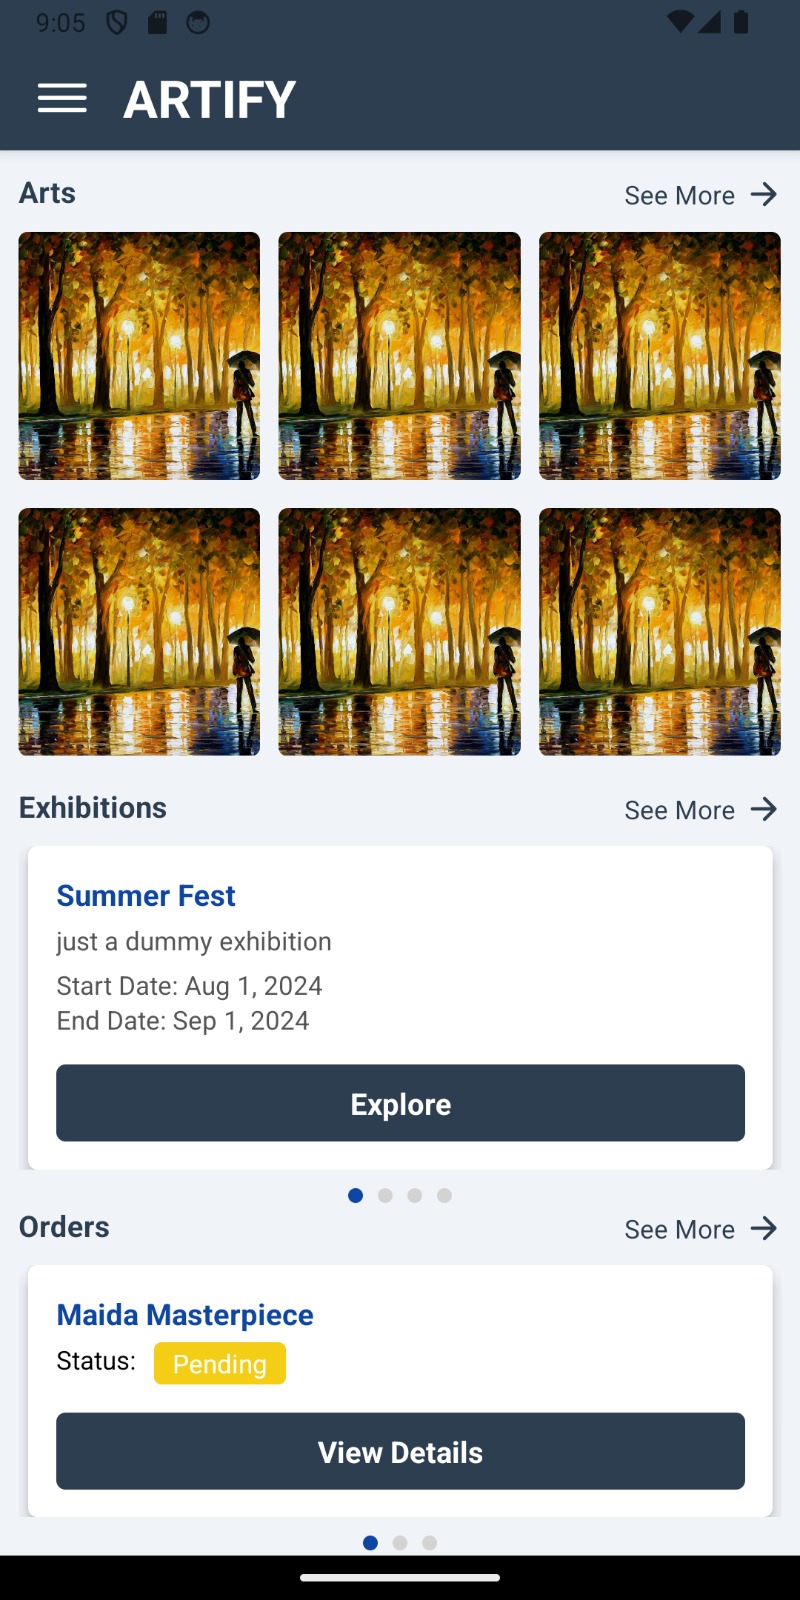 9:05
ARTIFY
Arts
See More
Exhibitions
See More
Summer Fest
just a dummy exhibition
Start Date: Aug 1, 2024
End Date: Sep 1, 2024
Explore
Orders
See More
Maida Masterpiece
Status: Pending
View Details